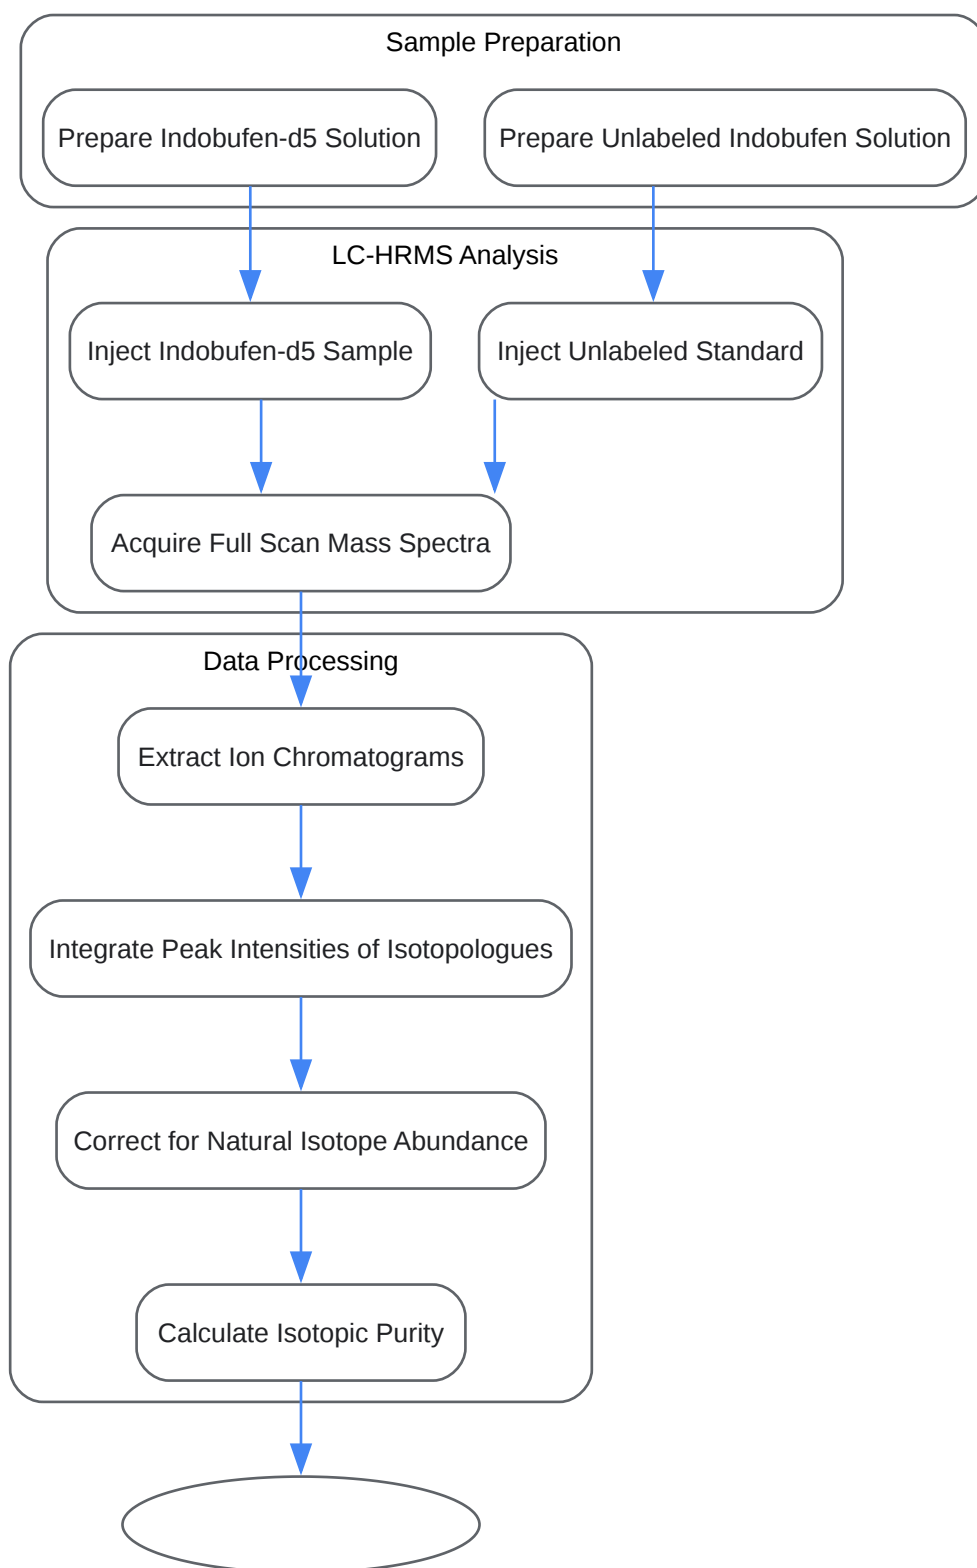 Sample Preparation
Prepare Indobufen-d5 Solution
Prepare Unlabeled Indobufen Solution
LC-HRMS Analysis
Inject Indobufen-d5 Sample
Inject Unlabeled Standard
Acquire Full Scan Mass Spectra
Data Processing
Extract Ion Chromatograms
Integrate Peak Intensities of Isotopologues
Correct for Natural Isotope Abundance
Calculate Isotopic Purity